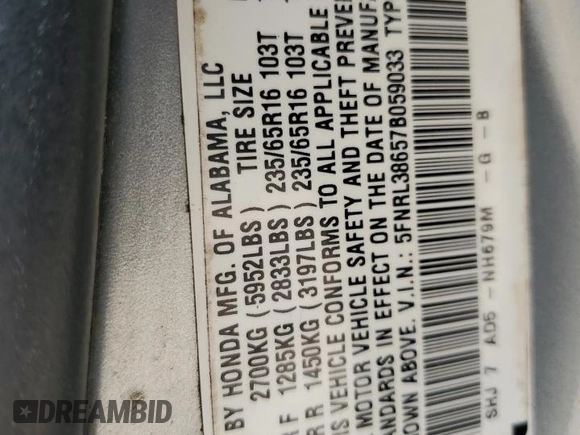 BY HONDA MFG. OF ALABAMA, LLC
TIRE SIZE
2700KG (5952LBS)
F 1285KG (2833LBS) 235/65R16 103T
R 1450KG (3197LBS) 235/65R16 103T
IS VEHICLE CONFORMS TO ALL APPLICABLE
MOTOR VEHICLE SAFETY AND THEFT PREVE
ANDARDS IN EFFECT ON THE DATE OF MANUF
OWN ABOVE. V.I.N.: 5FNRL38657B059033 TYP
SHJ 7 AD5 - NH679M - G - B
DREAMBID